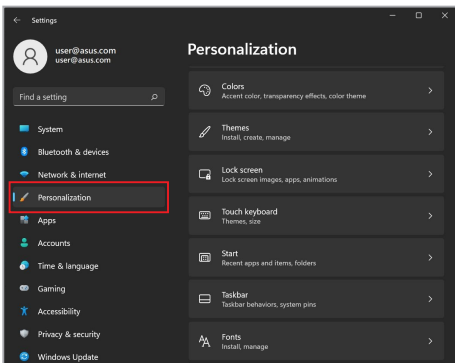 Settings
user@asus.com
user@asus.com
Find a setting
System
Bluetooth & devices
Network & internet
Personalization
Apps
Accounts
Time & language
Gaming
Accessibility
Privacy & security
Windows Update
Personalization
Colors
Accent color, transparency effects, color theme
Themes
Install, create, manage
Lock screen
Lock screen images, apps, animations
Touch keyboard
Themes, size
Start
Recent apps and items, folders
Taskbar
Taskbar behaviors, system pins
Fonts
Install, manage